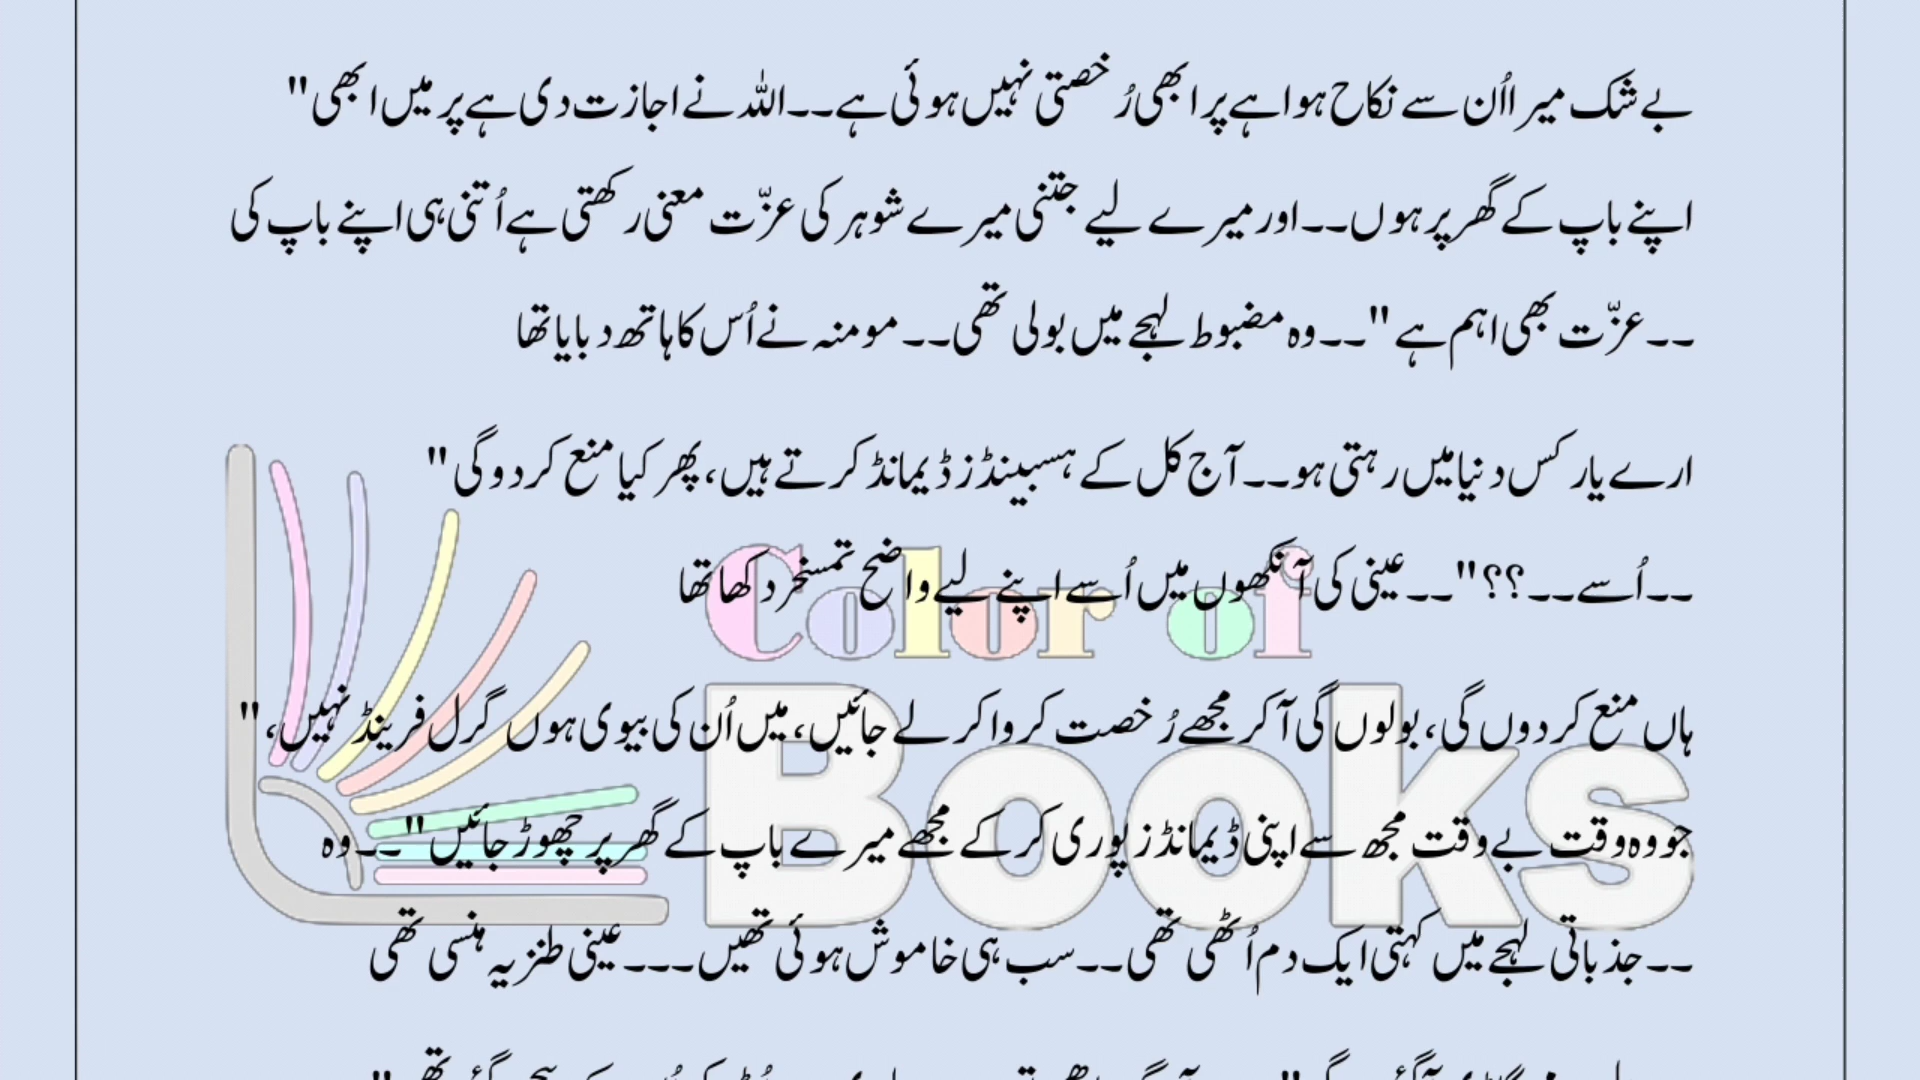 بے شک میرا اُن سے نکاح ہوا ہے پر ابھی رُخصتی نہیں ہوئی ہے۔۔اللہ نے اجازت دی ہے پر میں ابھی"
اپنے باپ کے گھر پر ہوں۔۔اور میرے لیے جتنی میرے شوہر کی عزّت معنی رکھتی ہے اُتنی ہی اپنے باپ کی
۔۔عزّت بھی اہم ہے"۔۔وہ مضبوط لہجے میں بولی تھی۔۔مومنہ نے اُس کا ہاتھ دبایا تھا
ارے یار کس دنیا میں رہتی ہو۔۔آج کل کے ہسبینڈز ڈیمانڈ کرتے ہیں، پھر کیا منع کر دو گی"
۔۔اُسے۔۔؟؟"۔۔عینی کی آنکھوں میں اُسے اپنے لیے واضح تمسخر دکھا تھا
Color of
Books
ہاں منع کر دوں گی، بولوں گی آ کر مجھے رُخصت کروا کر لے جائیں، میں اُن کی بیوی ہوں گرل فرینڈ نہیں،"
جو وہ وقت بے وقت مجھ سے اپنی ڈیمانڈز پوری کر کے مجھے میرے باپ کے گھر پر چھوڑ جائیں"۔۔وہ
۔۔جذباتی لہجے میں کہتی ایک دم اُٹھی تھی۔۔سب ہی خاموش ہوئی تھیں۔۔۔عینی طنزیہ ہنسی تھی